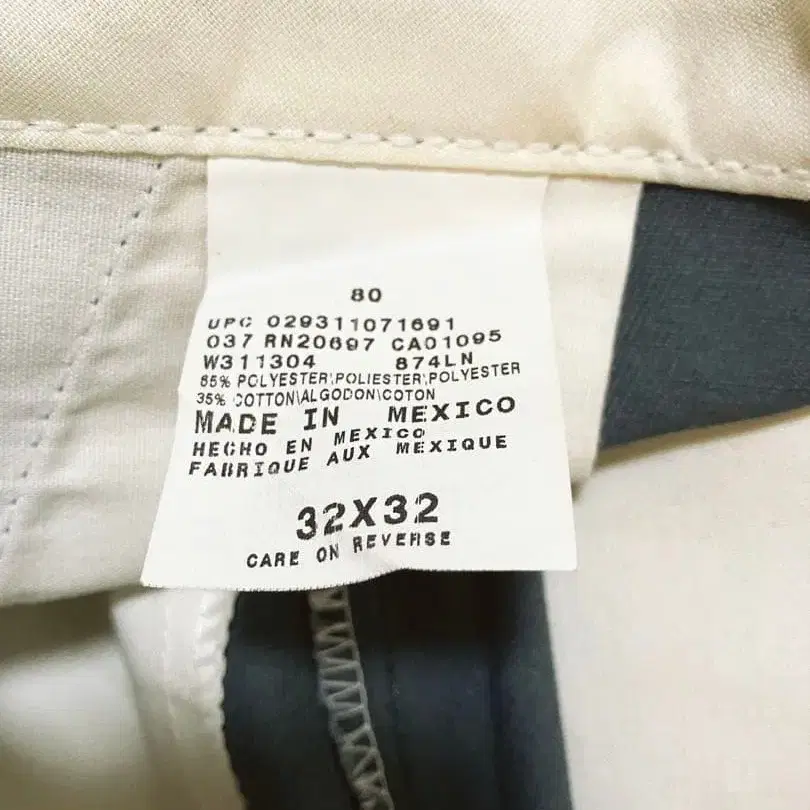 80
UPC 029311071691
037 RN20697 CA01095
W311304 874LN
65% POLYESTER\POLIESTER\POLYESTER
35% COTTON\ALGODON\COTON
MADE IN MEXICO
HECHO EN MEXICO
FABRIQUE AUX MEXIQUE
32X32
CARE ON REVERSE